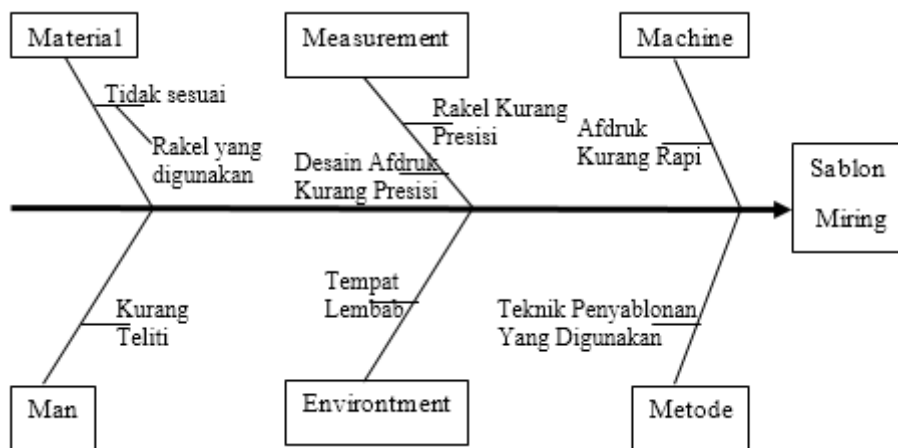 Material
Measurement
Machine
Tidak sesuai
Rakel yang
digunakan
Rakel Kurang
Presisi
Desain Afdruk
Kurang Presisi
Afdruk
Kurang Rapi
Sablon
Miring
Kurang
Teliti
Tempat
Lembab
Teknik Penyablonan
Yang Digunakan
Man
Environtment
Metode